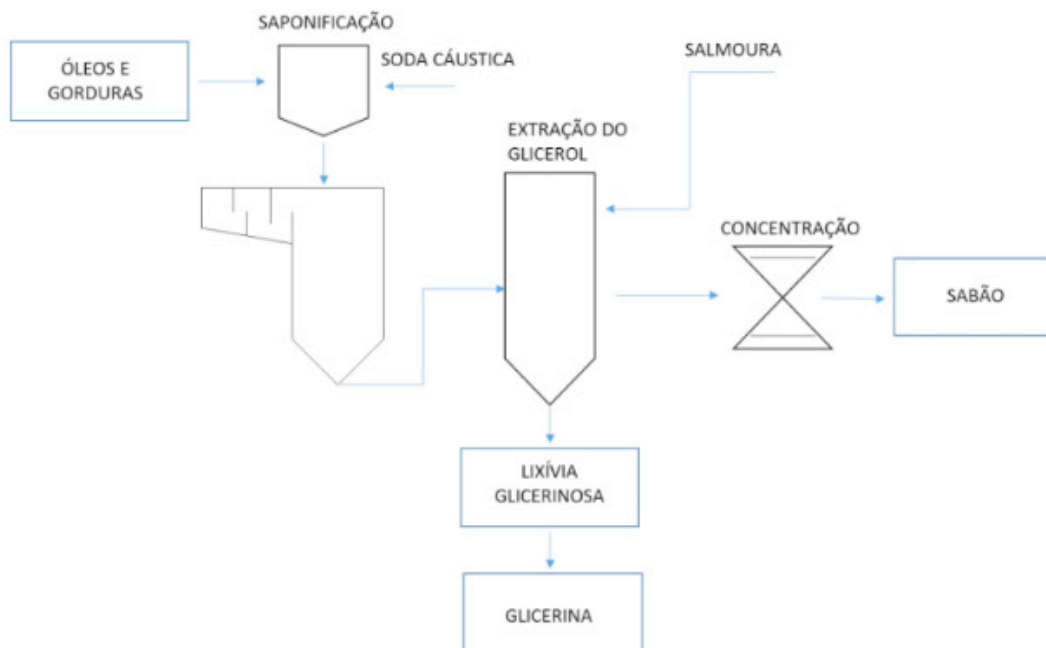 SAPONIFICAÇÃO
ÓLEOS E
GORDURAS
SODA CÁUSTICA
SALMOURA
EXTRAÇÃO DO
GLICEROL
CONCENTRAÇÃO
SABÃO
LIXÍVIA
GLICERINOSA
GLICERINA